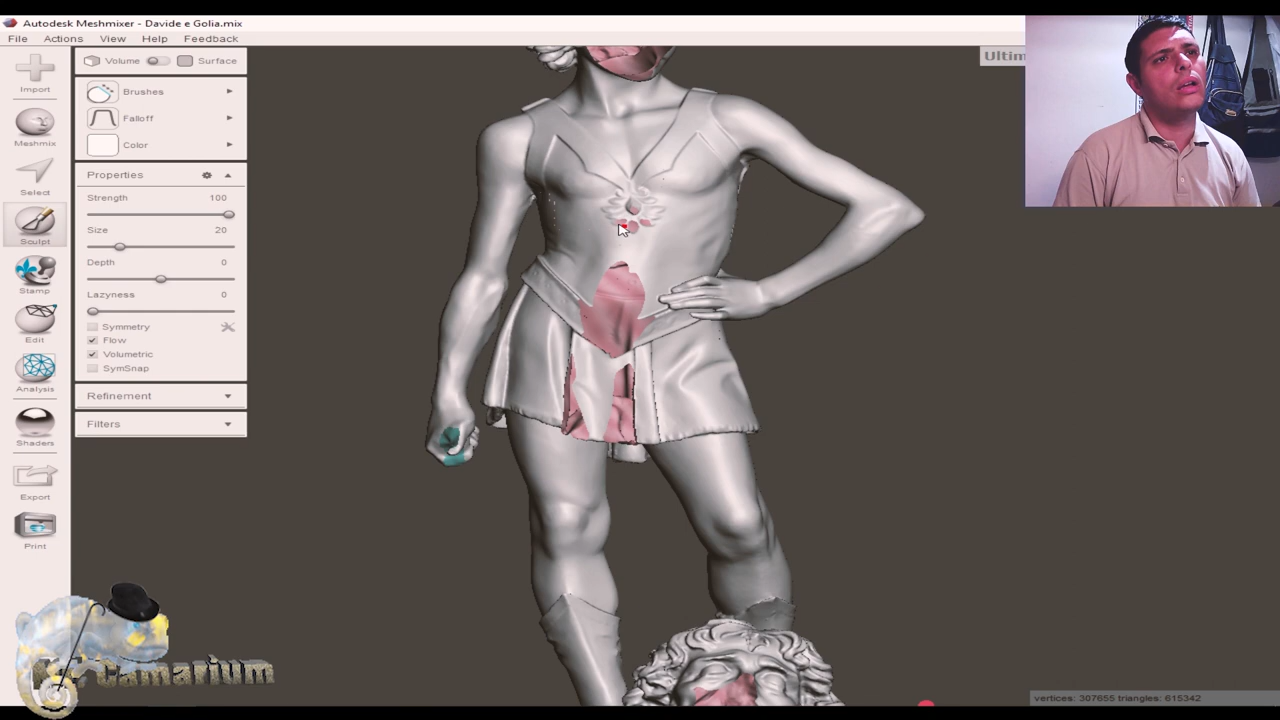 Autodesk Meshmixer - Davide e Golia.mix
File Actions View Help Feedback
Import
Meshmix
Select
Sculpt
Stamp
Edit
Analysis
Shaders
Export
Print
Volume Surface
Brushes
Falloff
Color
Properties
Strength 100
Size 20
Depth 0
Lazyness 0
Symmetry
Flow
Volumetric
SymSnap
Refinement
Filters
Ultim
Camarium
vertices: 307655 triangles: 615342